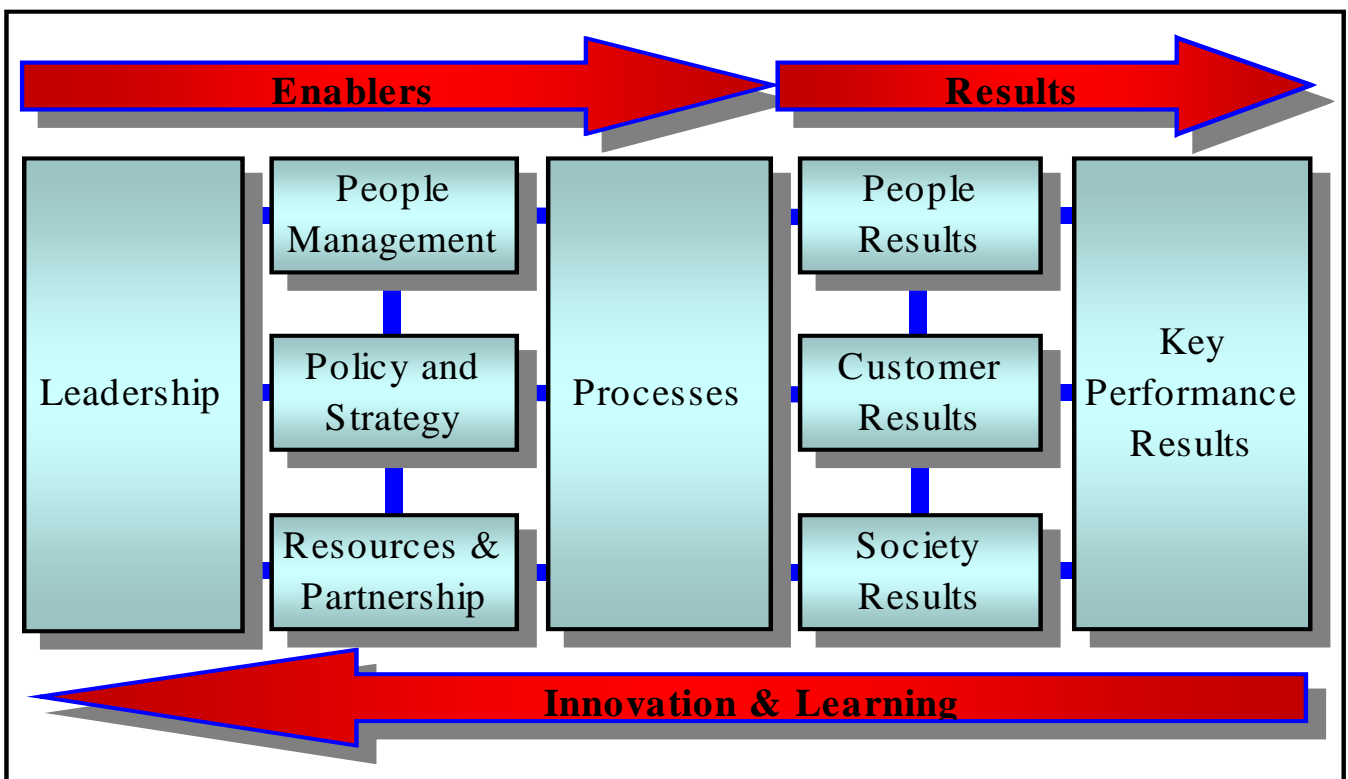 Enablers
Results
Leadership
People
Management
Policy and
Strategy
Resources &
Partnership
Processes
People
Results
Customer
Results
Society
Results
Key
Performance
Results
Innovation & Learning